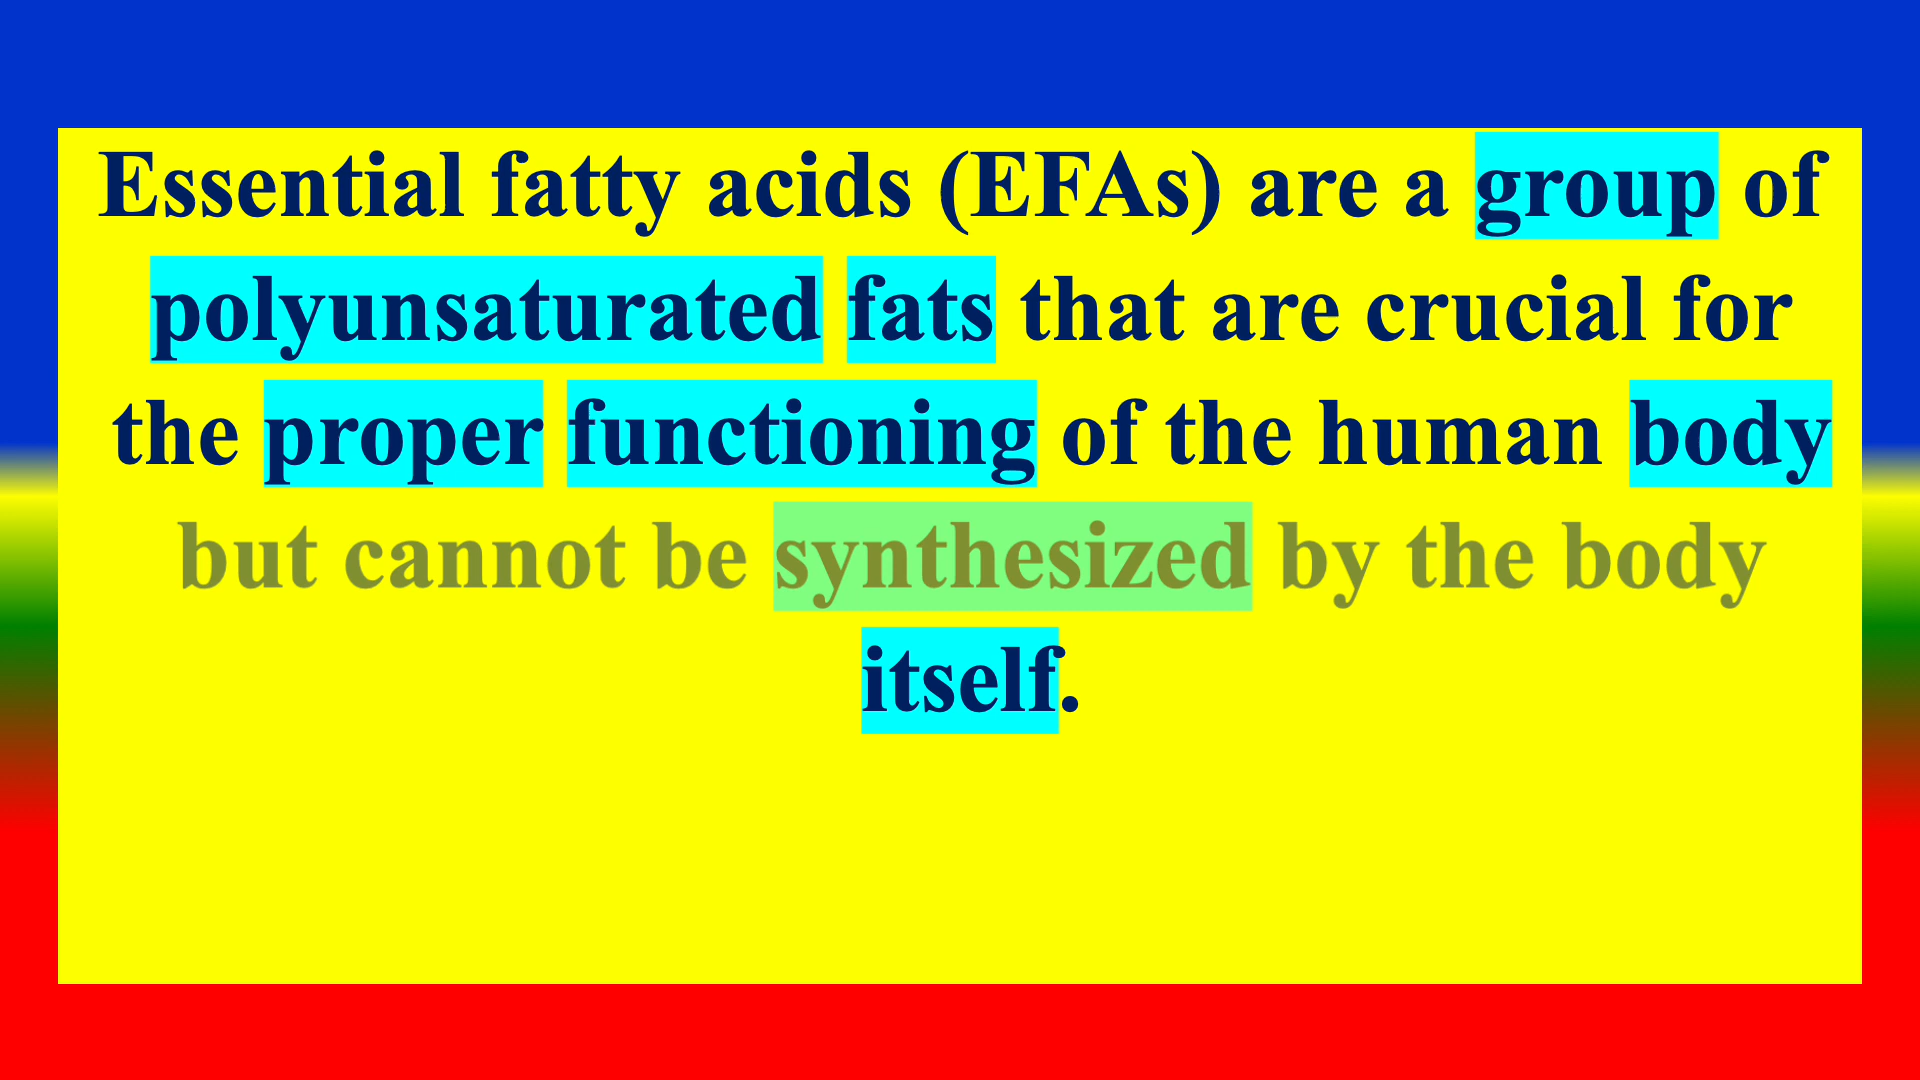 Essential fatty acids (EFAs) are a group of
polyunsaturated fats that are crucial for
the proper functioning of the human body
but cannot be synthesized by the body
itself.